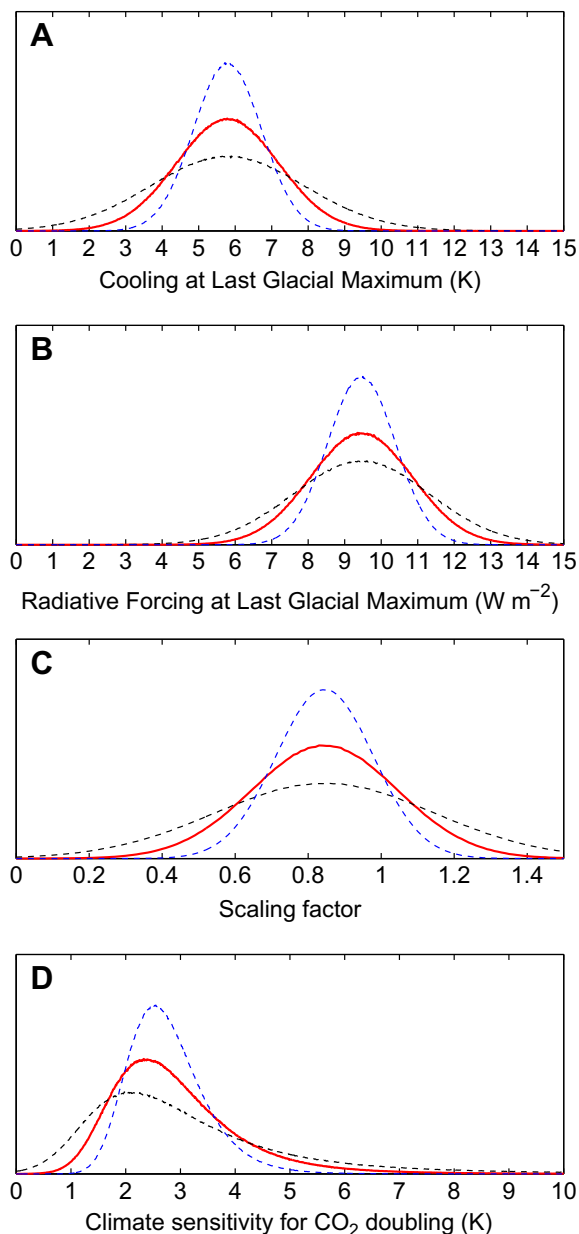 A
0 1 2 3 4 5 6 7 8 9 10 11 12 13 14 15
Cooling at Last Glacial Maximum (K)
B
0 1 2 3 4 5 6 7 8 9 10 11 12 13 14 15
Radiative Forcing at Last Glacial Maximum (W m⁻²)
C
0 0.2 0.4 0.6 0.8 1 1.2 1.4
Scaling factor
D
0 1 2 3 4 5 6 7 8 9 10
Climate sensitivity for CO₂ doubling (K)